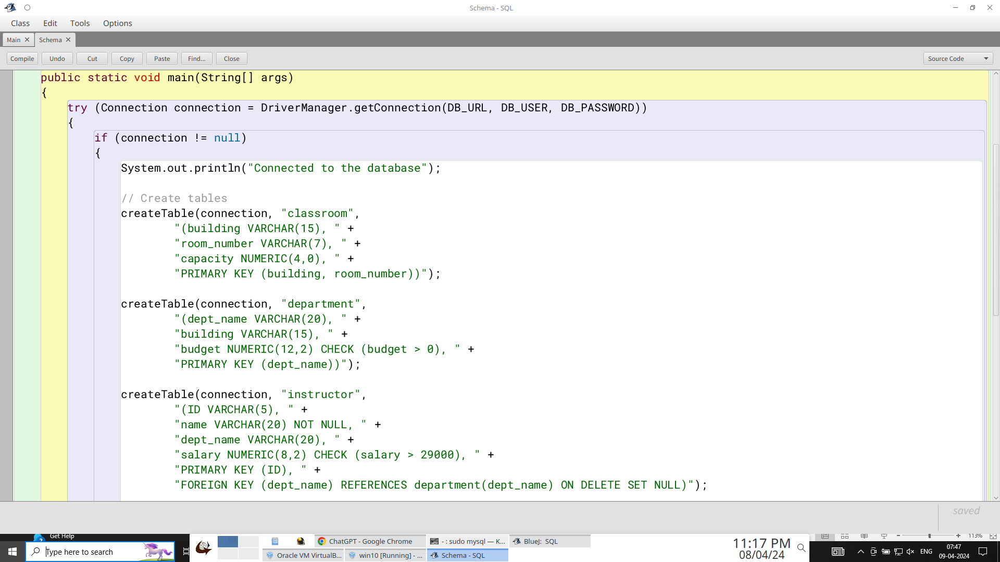 Schema - SQL
Class Edit Tools Options
Main Schema
Compile Undo Cut Copy Paste Find... Close Source Code
public static void main(String[] args)
{
try (Connection connection = DriverManager.getConnection(DB_URL, DB_USER, DB_PASSWORD))
{
if (connection != null)
{
System.out.println("Connected to the database");
// Create tables
createTable(connection, "classroom",
"(building VARCHAR(15), " +
"room_number VARCHAR(7), " +
"capacity NUMERIC(4,0), " +
"PRIMARY KEY (building, room_number))");
createTable(connection, "department",
"(dept_name VARCHAR(20), " +
"building VARCHAR(15), " +
"budget NUMERIC(12,2) CHECK (budget > 0), " +
"PRIMARY KEY (dept_name))");
createTable(connection, "instructor",
"(ID VARCHAR(5), " +
"name VARCHAR(20) NOT NULL, " +
"dept_name VARCHAR(20), " +
"salary NUMERIC(8,2) CHECK (salary > 29000), " +
"PRIMARY KEY (ID), " +
"FOREIGN KEY (dept_name) REFERENCES department(dept_name) ON DELETE SET NULL)");
saved
Get Help
ChatGPT - Google Chrome - : sudo mysql — K... BlueJ: SQL
113%
Type here to search
Oracle VM VirtualB... win10 [Running] - ... Schema - SQL
11:17 PM
08/04/24
ENG
07:47
09-04-2024